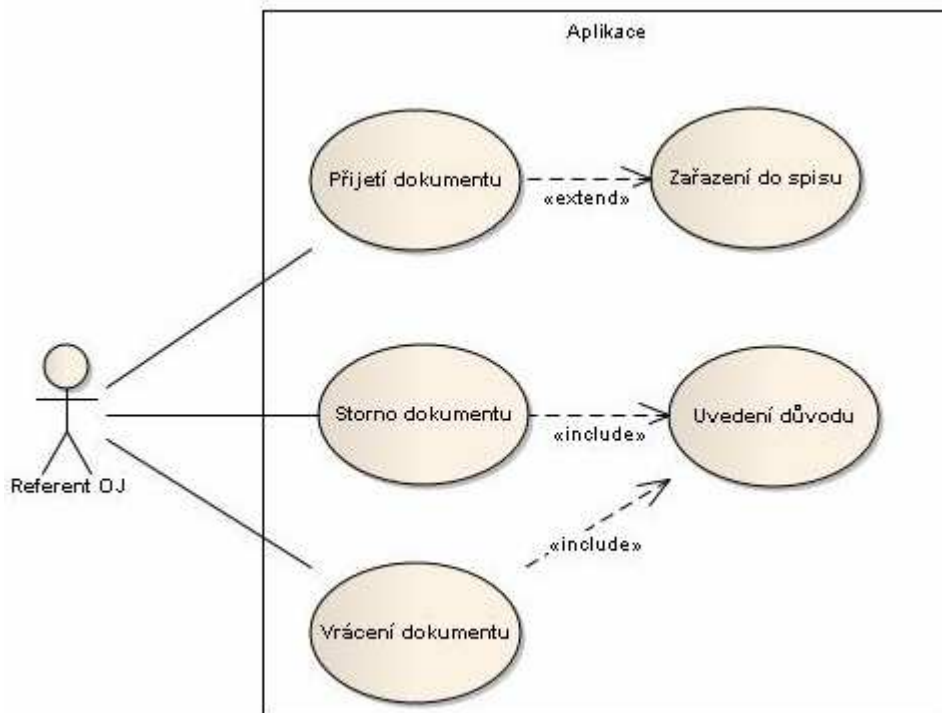 Aplikace
Přijetí dokumentu
«extend»
Zařazení do spisu
Storno dokumentu
«include»
Uvedení důvodu
Referent OJ
«include»
Vrácení dokumentu